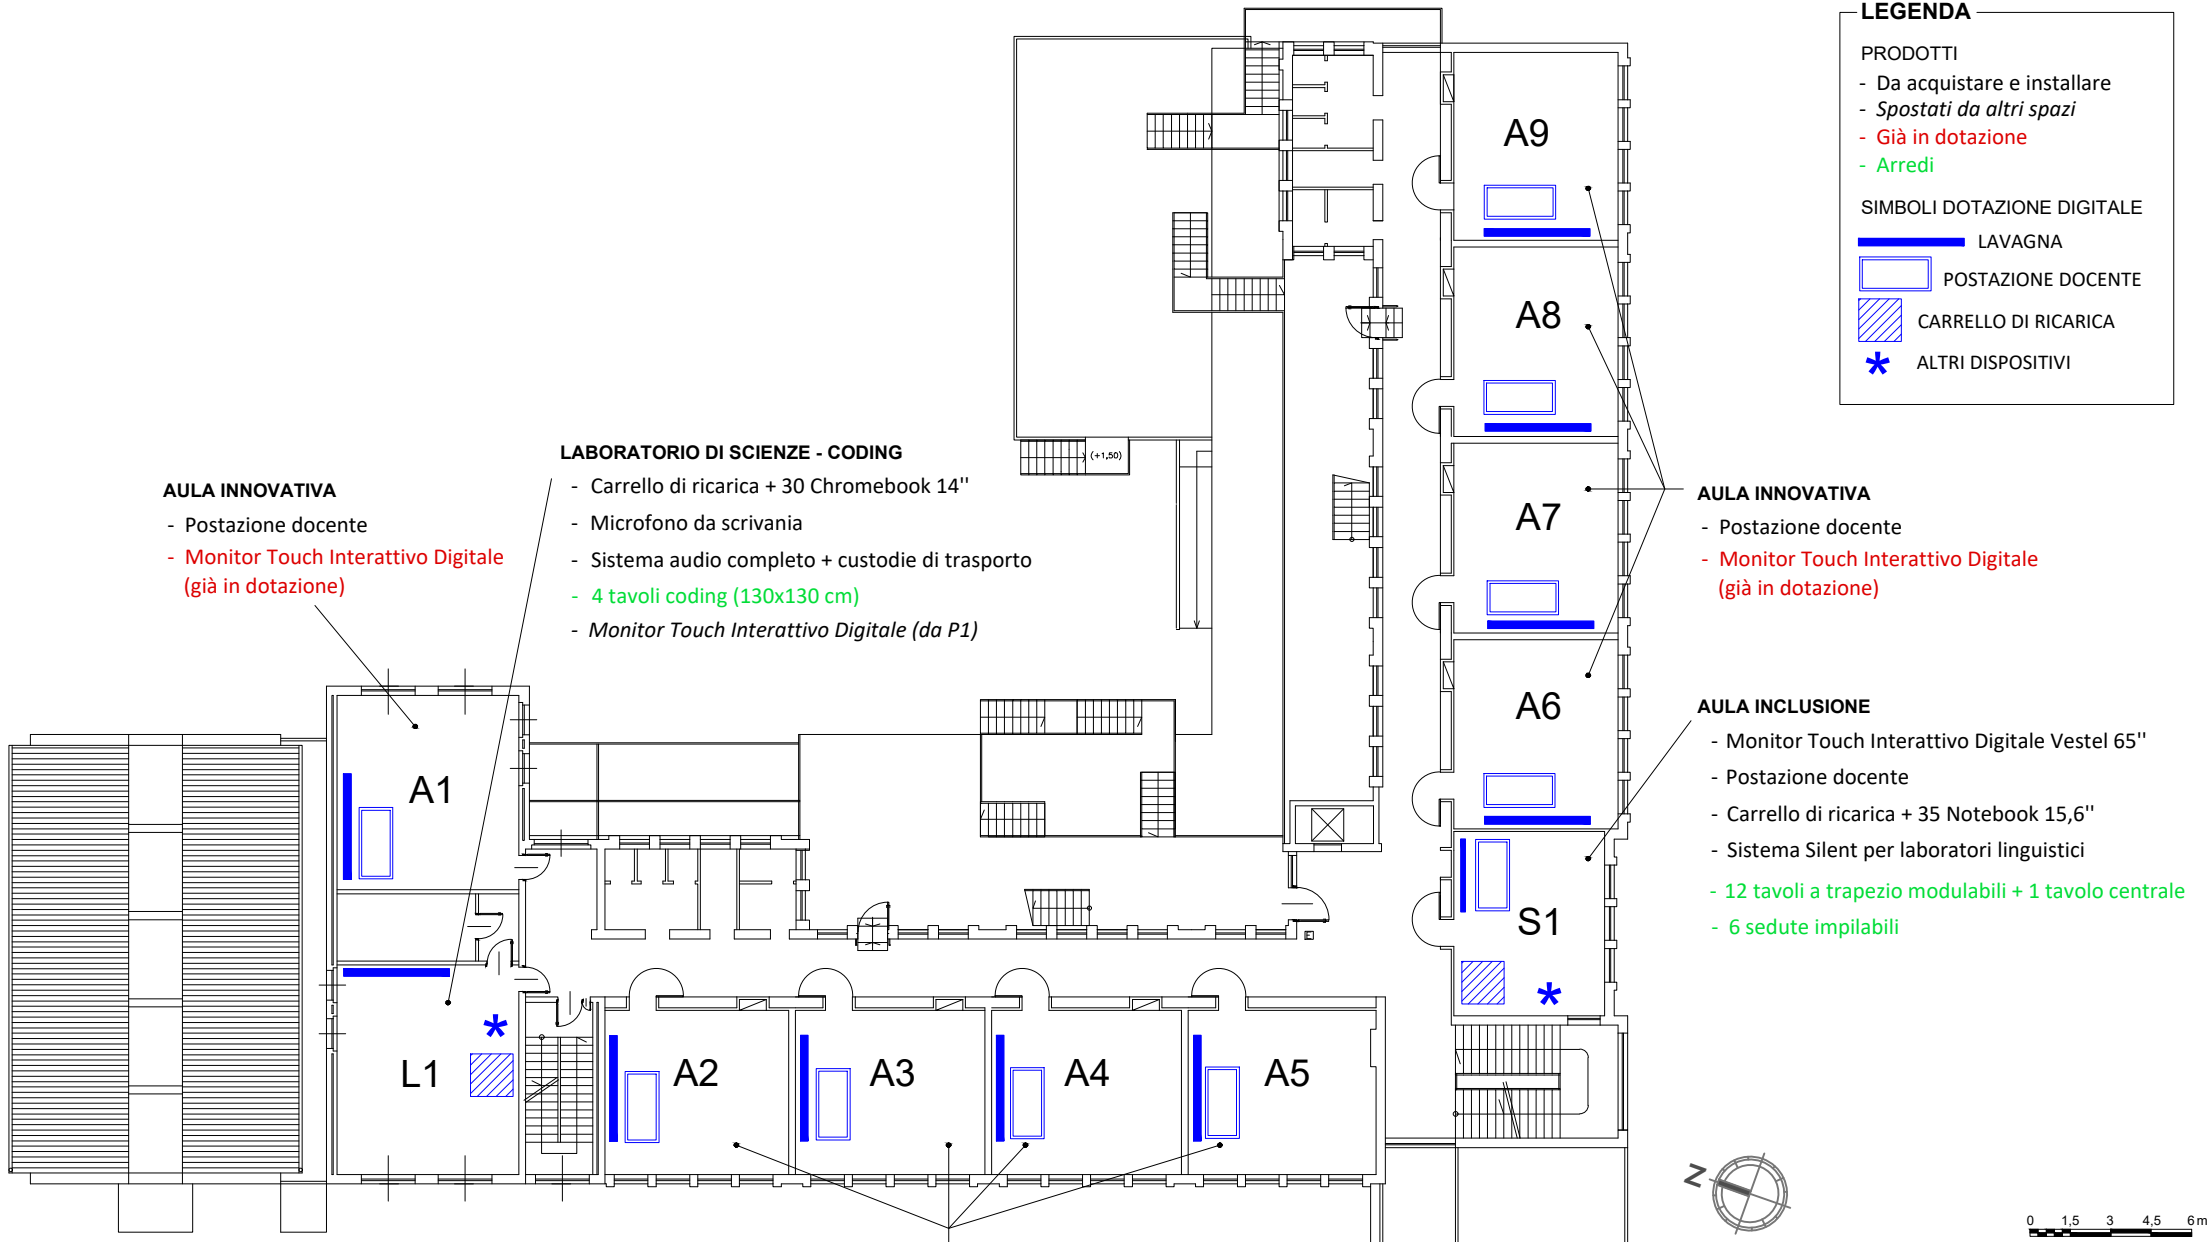 LEGENDA
PRODOTTI
- Da acquistare e installare
- Spostati da altri spazi
- Già in dotazione
- Arredi
SIMBOLI DOTAZIONE DIGITALE
LAVAGNA
POSTAZIONE DOCENTE
CARRELLO DI RICARICA
* ALTRI DISPOSITIVI
AULA INNOVATIVA
- Postazione docente
- Monitor Touch Interattivo Digitale
(già in dotazione)
LABORATORIO DI SCIENZE - CODING
- Carrello di ricarica + 30 Chromebook 14''
- Microfono da scrivania
- Sistema audio completo + custodie di trasporto
- 4 tavoli coding (130x130 cm)
- Monitor Touch Interattivo Digitale (da P1)
(+1,50)
AULA INNOVATIVA
- Postazione docente
- Monitor Touch Interattivo Digitale
(già in dotazione)
AULA INCLUSIONE
- Monitor Touch Interattivo Digitale Vestel 65''
- Postazione docente
- Carrello di ricarica + 35 Notebook 15,6''
- Sistema Silent per laboratori linguistici
- 12 tavoli a trapezio modulabili + 1 tavolo centrale
- 6 sedute impilabili
A9
A8
A7
A6
S1
*
A1
L1
*
A2
A3
A4
A5
E
N
0 1,5 3 4,5 6 m